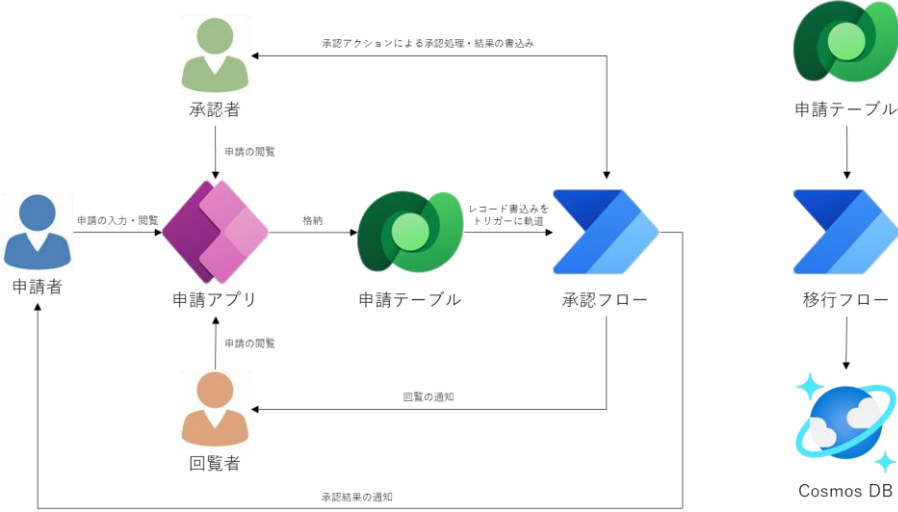 承認アクションによる承認処理・結果の書込み
承認者
申請テーブル
申請の閲覧
申請の入力・閲覧
格納
レコード書込みを
トリガーに軌道
申請者
申請アプリ
申請テーブル
承認フロー
移行フロー
申請の閲覧
回覧の通知
回覧者
Cosmos DB
承認結果の通知